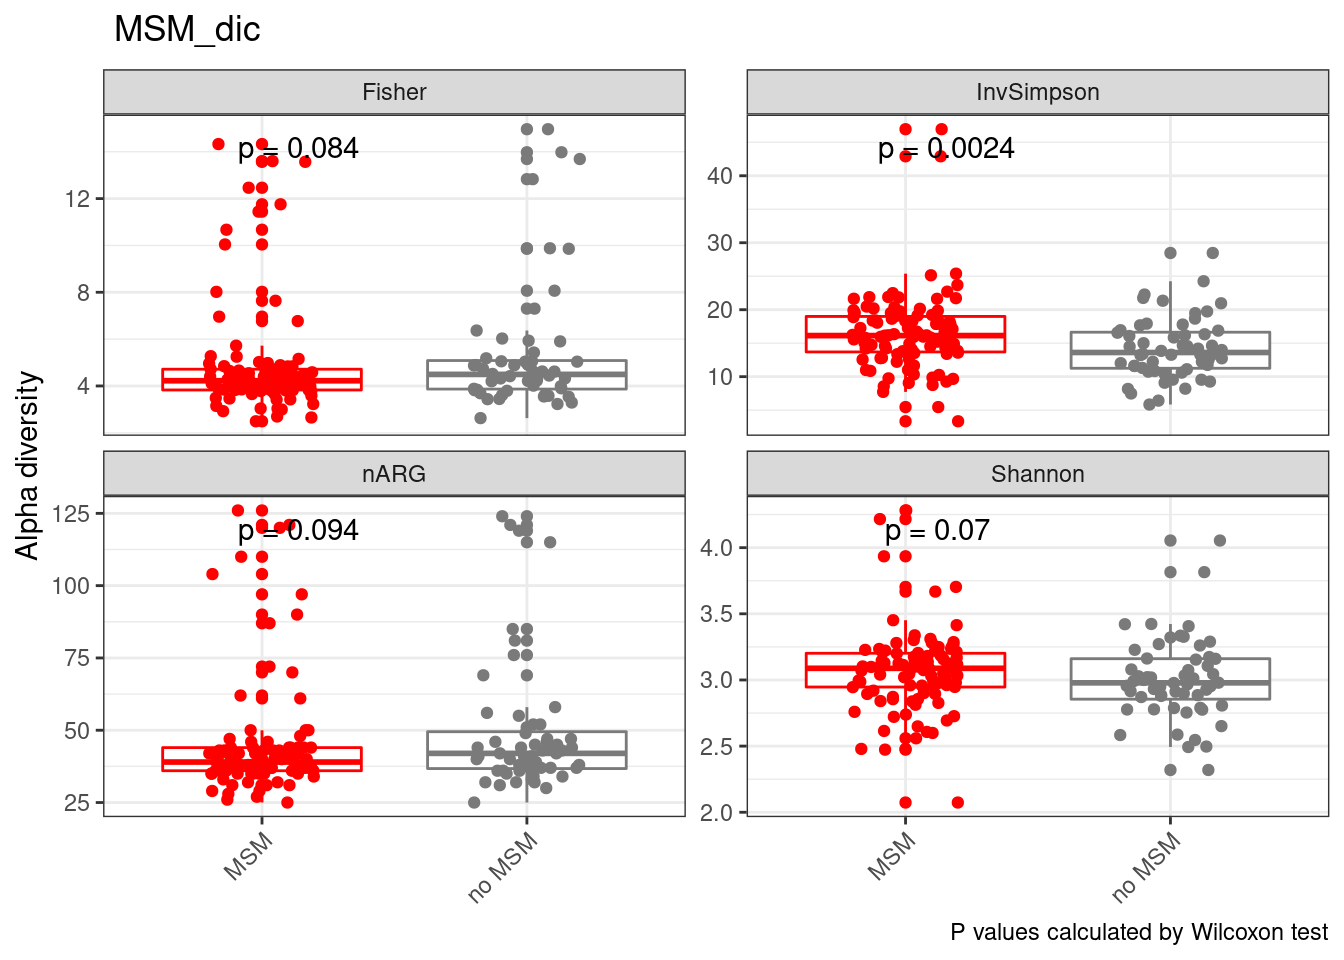 MSM_dic
Fisher
InvSimpson
p = 0.084
p = 0.0024
12
8
4
40
30
20
10
Alpha diversity
nARG
Shannon
p = 0.094
p = 0.07
125
100
75
50
25
4.0
3.5
3.0
2.5
2.0
MSM
no MSM
MSM
no MSM
P values calculated by Wilcoxon test